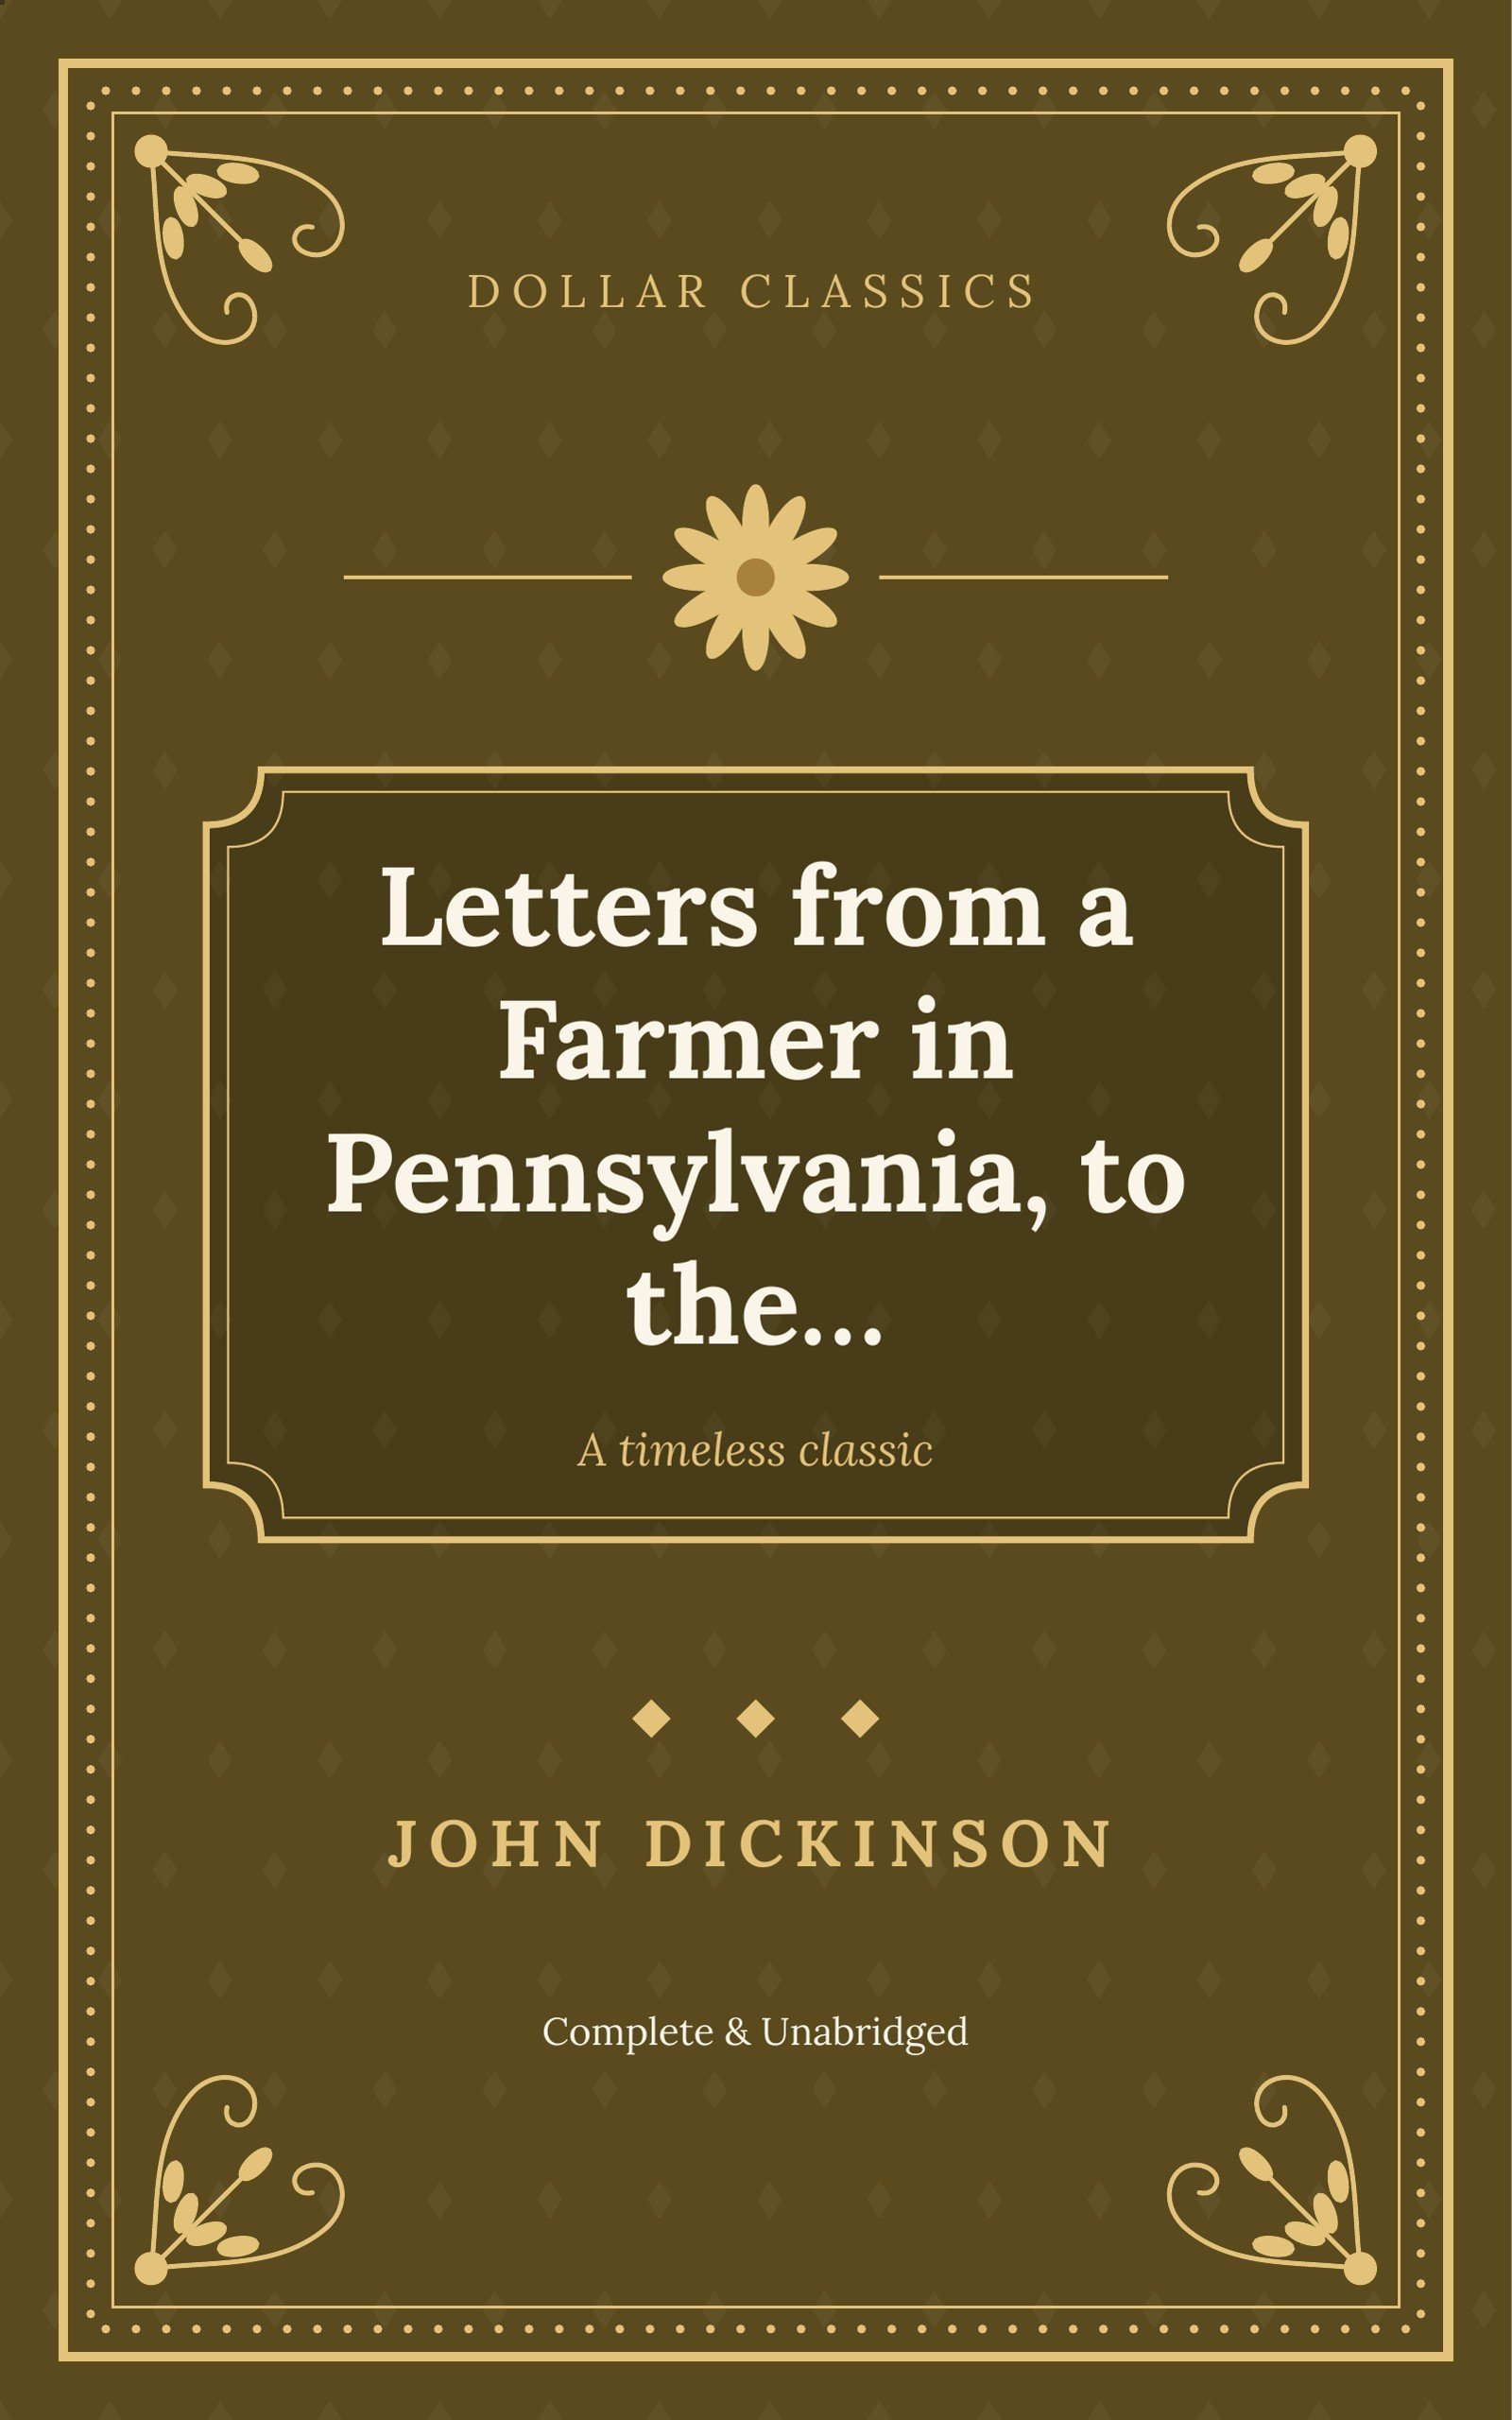 DOLLAR CLASSICS
Letters from a
Farmer in
Pennsylvania, to
the...
A timeless classic
JOHN DICKINSON
Complete & Unabridged